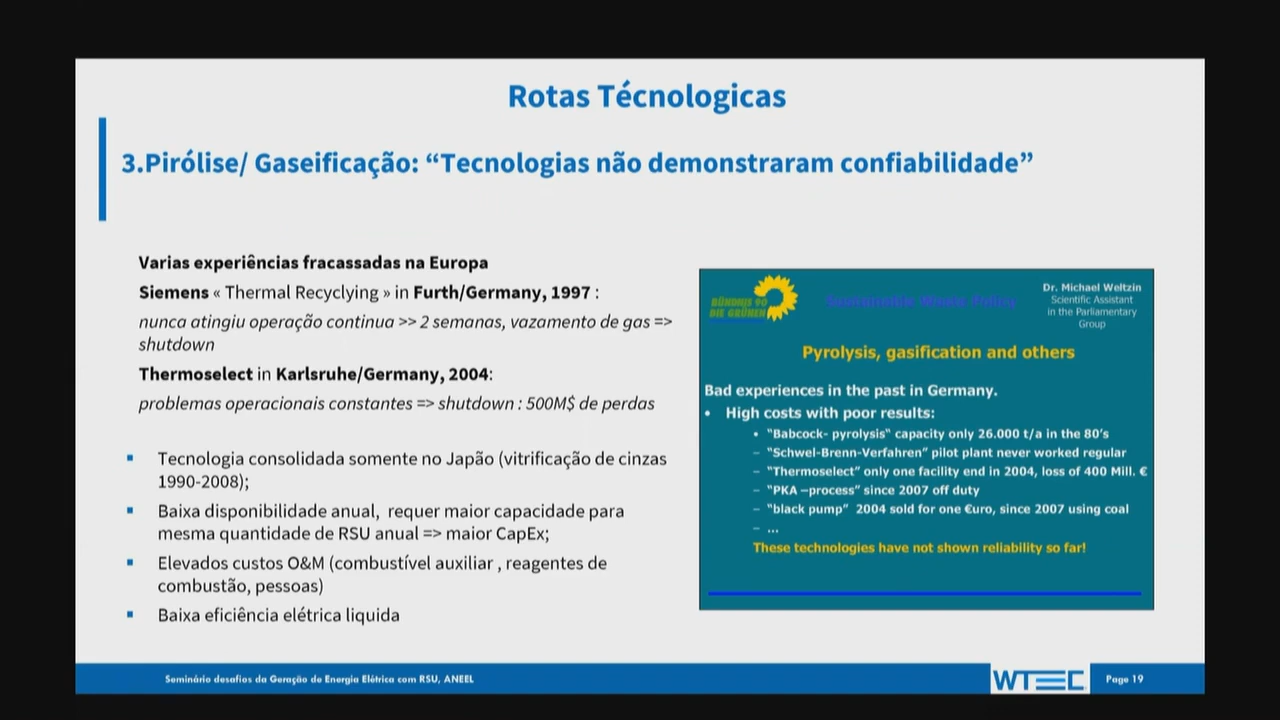 Rotas Técnologicas
3.Pirólise/ Gaseificação: “Tecnologias não demonstraram confiabilidade”
Varias experiências fracassadas na Europa
Siemens « Thermal Recyclying » in Furth/Germany, 1997 :
nunca atingiu operação continua >> 2 semanas, vazamento de gas =>
shutdown
Thermoselect in Karlsruhe/Germany, 2004:
problemas operacionais constantes => shutdown : 500M$ de perdas
▪ Tecnologia consolidada somente no Japão (vitrificação de cinzas
1990-2008);
▪ Baixa disponibilidade anual, requer maior capacidade para
mesma quantidade de RSU anual => maior CapEx;
▪ Elevados custos O&M (combustível auxiliar , reagentes de
combustão, pessoas)
▪ Baixa eficiência elétrica liquida
BÜNDNIS 90
DIE GRÜNEN
Waste Policy
Dr. Michael Weltzin
Scientific Assistant
in the Parliamentary
Group
Pyrolysis, gasification and others
Bad experiences in the past in Germany.
• High costs with poor results:
• “Babcock- pyrolysis“ capacity only 26.000 t/a in the 80’s
– “Schwel-Brenn-Verfahren” pilot plant never worked regular
– “Thermoselect” only one facility end in 2004, loss of 400 Mill. €
– “PKA –process” since 2007 off duty
– “black pump” 2004 sold for one €uro, since 2007 using coal
– ...
These technologies have not shown reliability so far!
Seminário desafios da Geração de Energia Elétrica com RSU, ANEEL
WTEC
Page 19